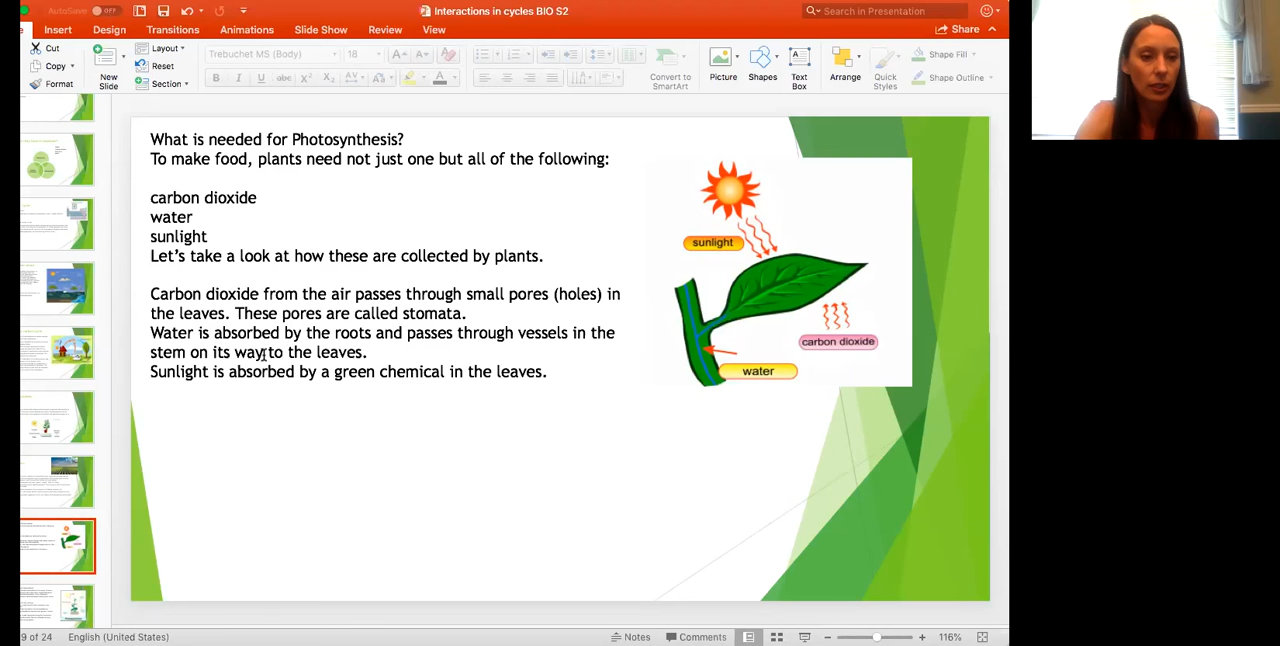 AutoSave OFF
Interactions in cycles BIO S2
Search in Presentation
Insert Design Transitions Animations Slide Show Review View
Share
Cut
Copy
Format
New Slide
Layout
Reset
Section
Trebuchet MS (Body) 18
Convert to SmartArt
Picture
Shapes
Text Box
Arrange
Quick Styles
Shape Fill
Shape Outline
What is needed for Photosynthesis?
To make food, plants need not just one but all of the following:
carbon dioxide
water
sunlight
Let's take a look at how these are collected by plants.
Carbon dioxide from the air passes through small pores (holes) in
the leaves. These pores are called stomata.
Water is absorbed by the roots and passes through vessels in the
stem on its way to the leaves.
Sunlight is absorbed by a green chemical in the leaves.
sunlight
carbon dioxide
water
9 of 24 English (United States)
Notes Comments 116%